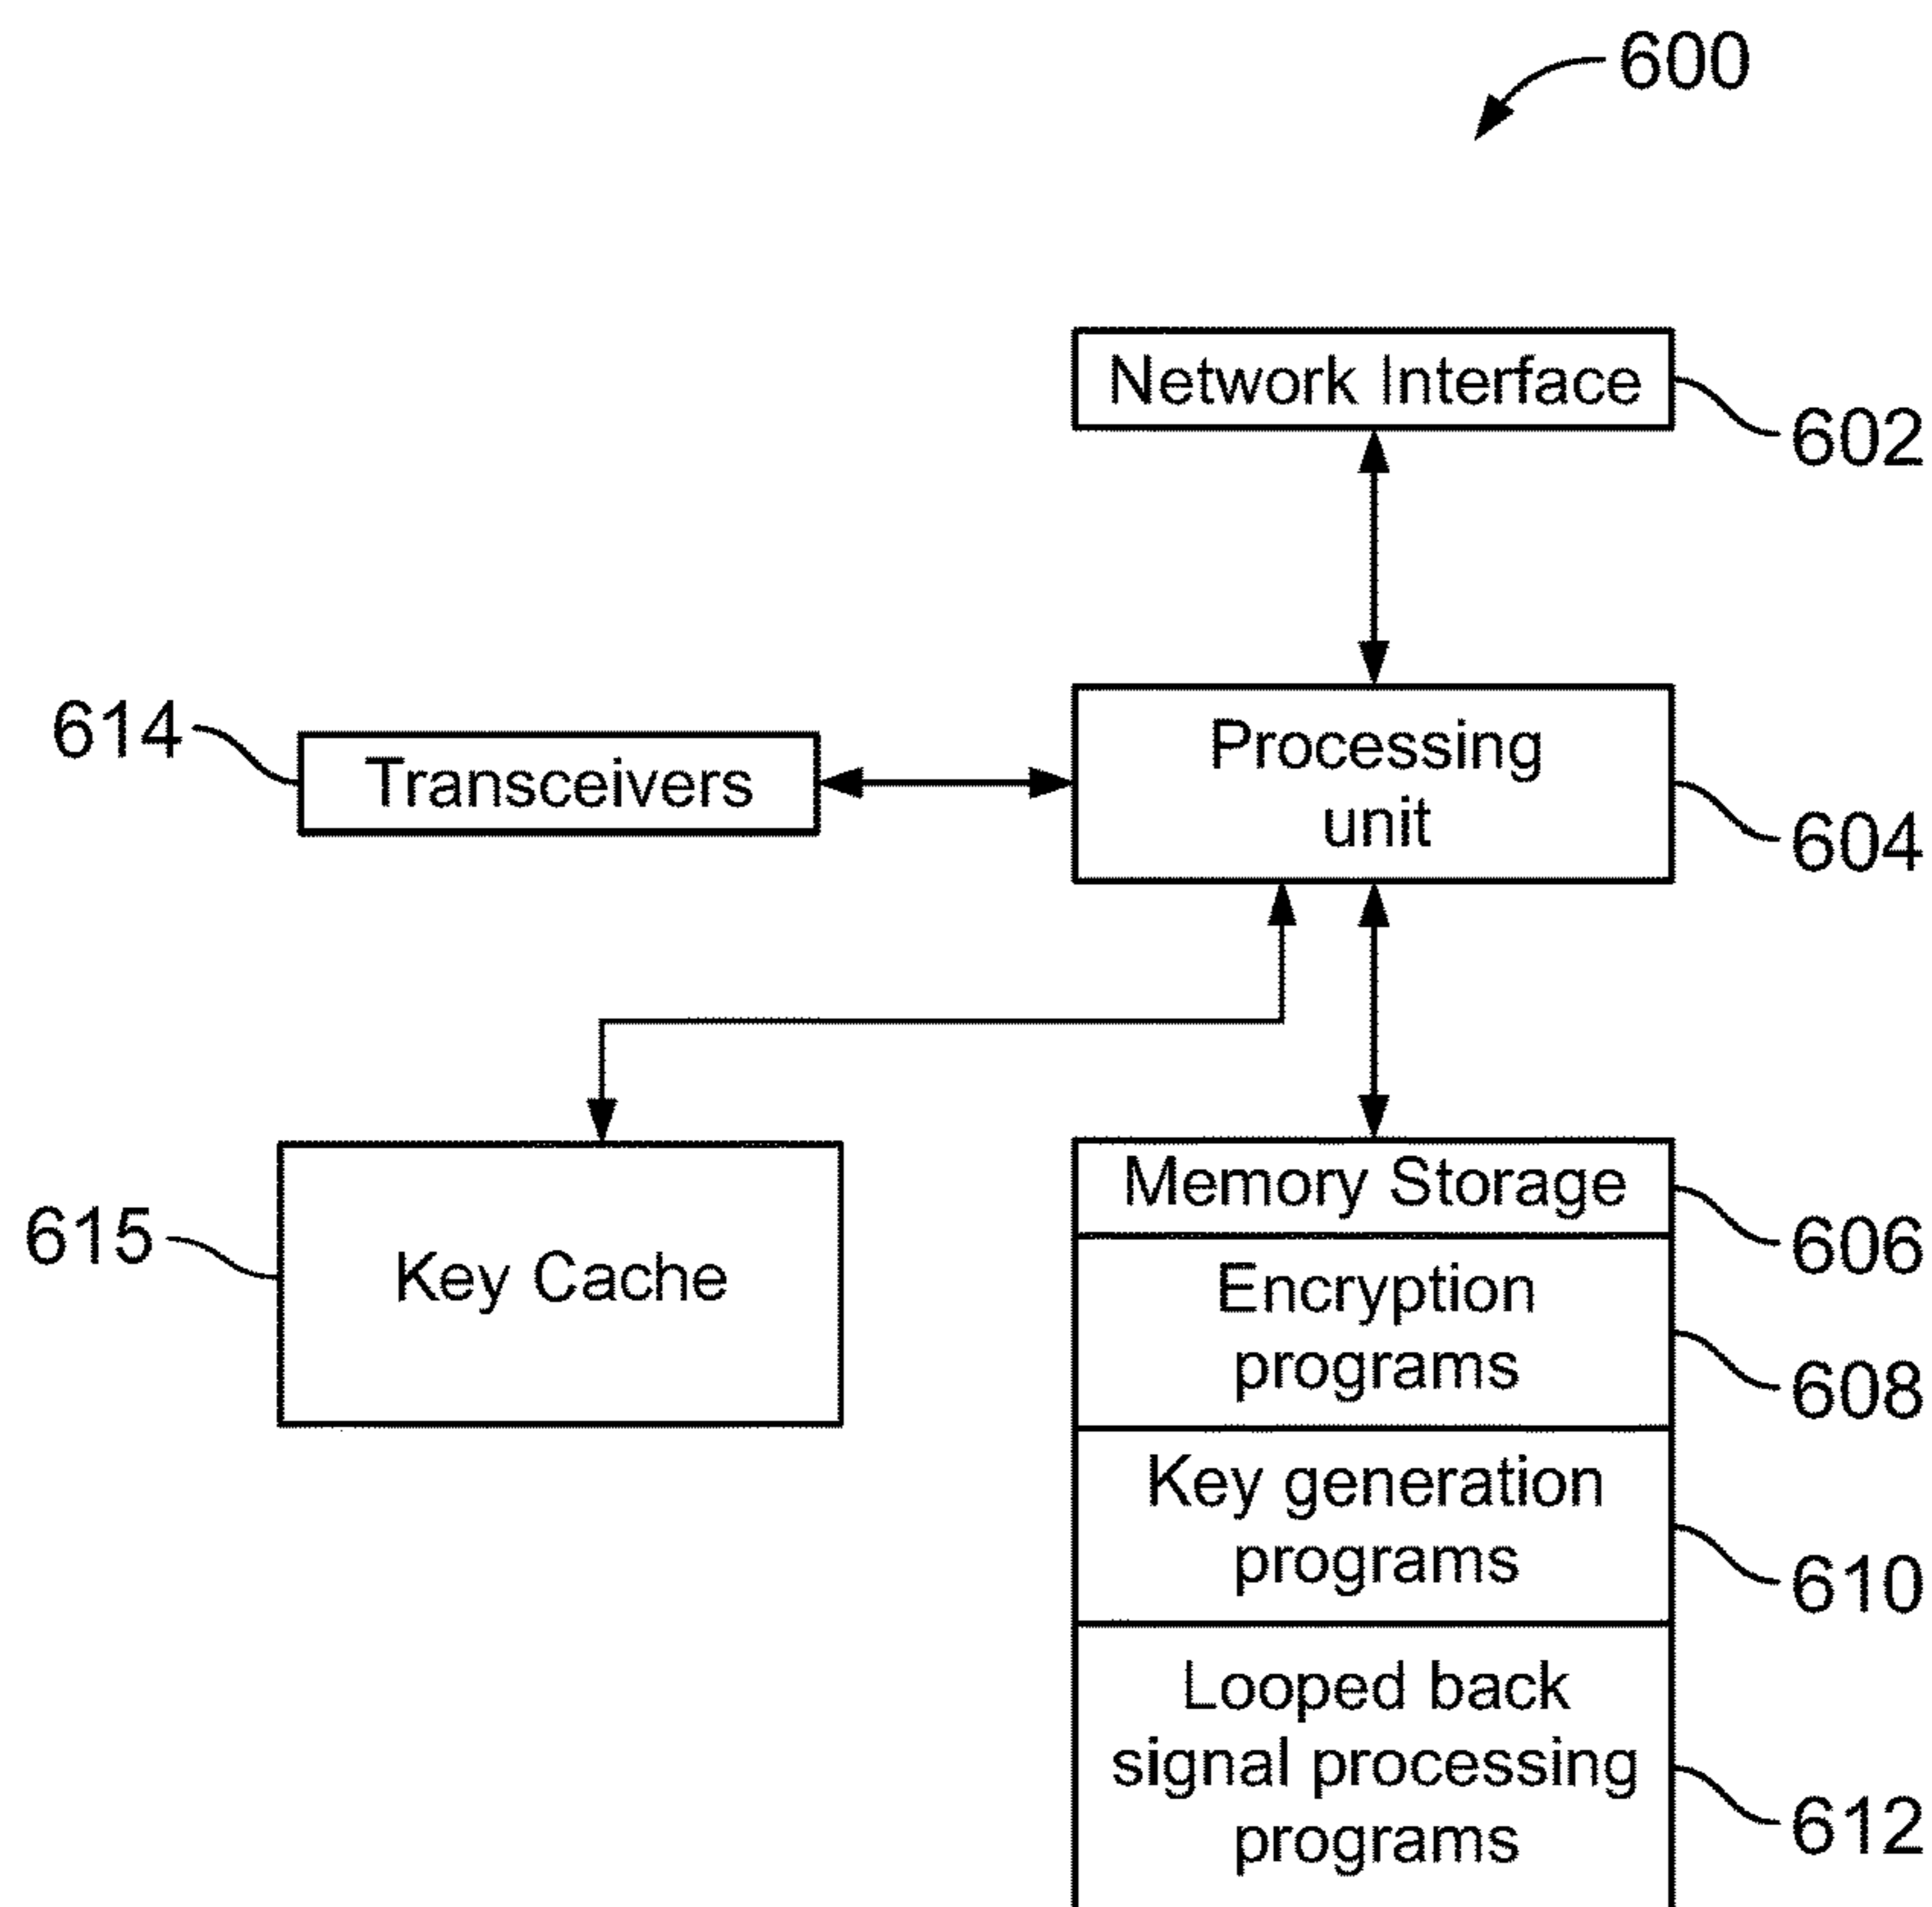 600
Network Interface
602
614
Transceivers
Processing
unit
604
615
Key Cache
Memory Storage
606
Encryption
programs
608
Key generation
programs
610
Looped back
signal processing
programs
612